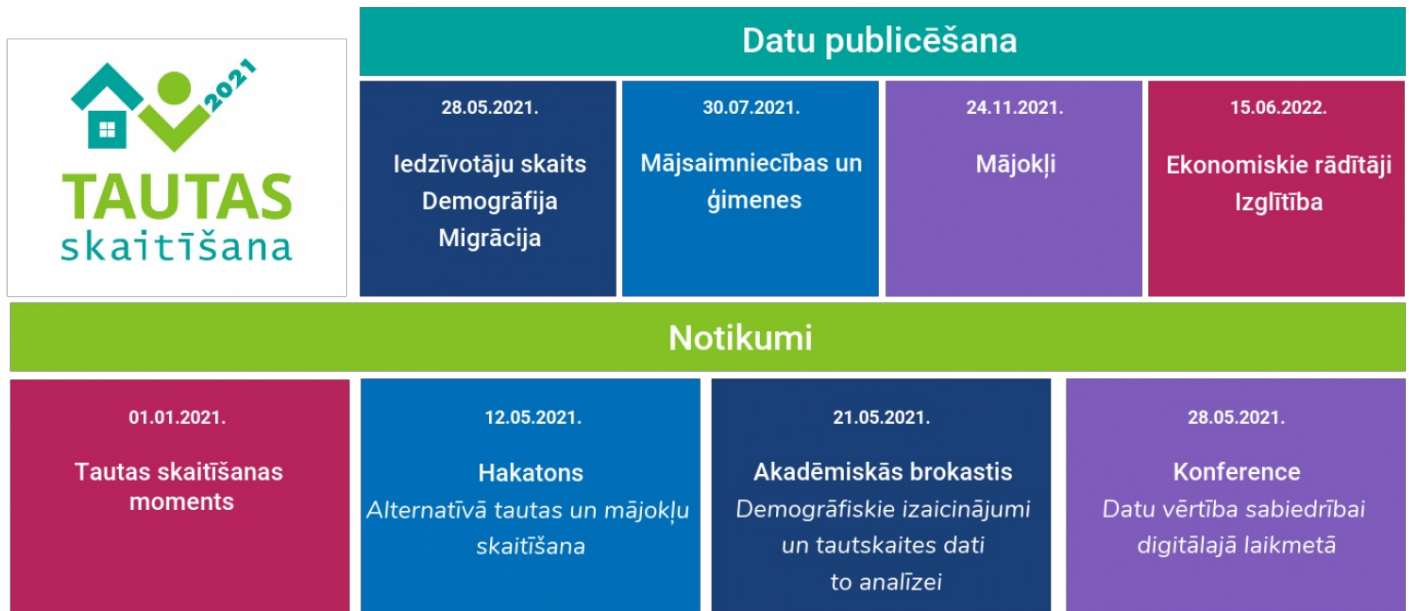 2021
TAUTAS
skaitīšana
Datu publicēšana
28.05.2021.
Iedzīvotāju skaits
Demogrāfija
Migrācija
30.07.2021.
Mājsaimniecības un
ģimenes
24.11.2021.
Mājokļi
15.06.2022.
Ekonomiskie rādītāji
Izglītība
Notikumi
01.01.2021.
Tautas skaitīšanas
moments
12.05.2021.
Hakatons
Alternatīvā tautas un mājokļu
skaitīšana
21.05.2021.
Akadēmiskās brokastis
Demogrāfiskie izaicinājumi
un tautskaites dati
to analīzei
28.05.2021.
Konference
Datu vērtība sabiedrībai
digitālajā laikmetā